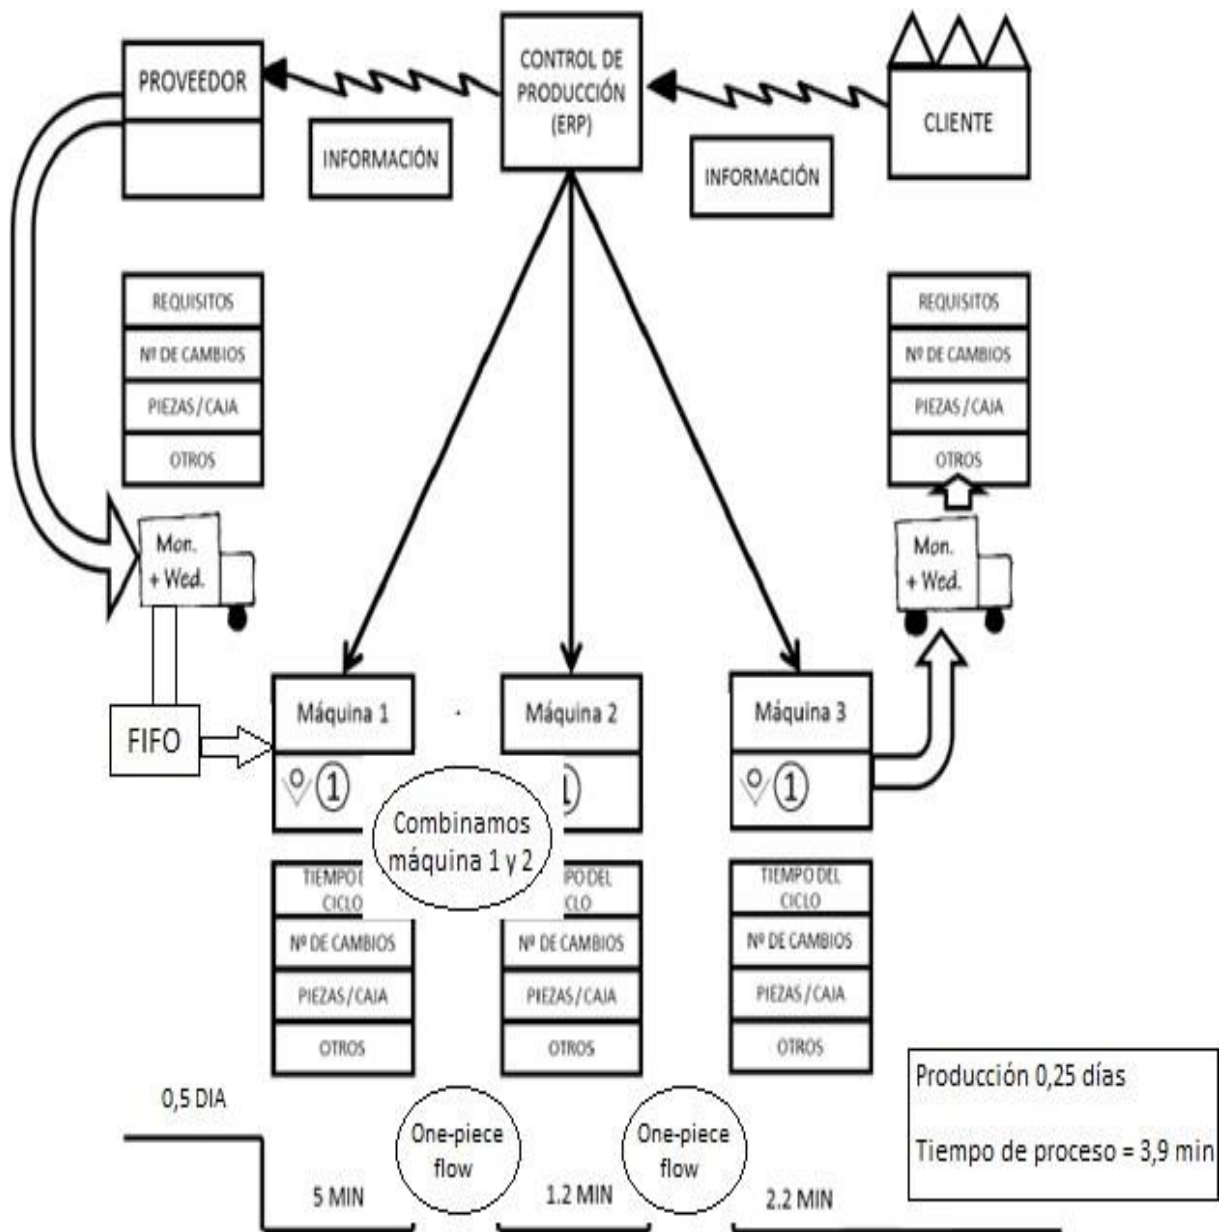 PROVEEDOR
CONTROL DE
PRODUCCIÓN
(ERP)
CLIENTE
INFORMACIÓN
INFORMACIÓN
REQUISITOS
Nº DE CAMBIOS
PIEZAS/CAJA
OTROS
REQUISITOS
Nº DE CAMBIOS
PIEZAS/CAJA
OTROS
Mon.
+ Wed.
Mon.
+ Wed.
FIFO
Máquina 1
Máquina 2
Máquina 3
1
1
Combinamos
máquina 1 y 2
TIEMPO
CICLO
Nº DE CAMBIOS
PIEZAS/CAJA
OTROS
DEL
Nº DE CAMBIOS
PIEZAS/CAJA
OTROS
TIEMPO DEL
CICLO
Nº DE CAMBIOS
PIEZAS/CAJA
OTROS
0,5 DIA
One-piece
flow
One-piece
flow
5 MIN
1.2 MIN
2.2 MIN
Producción 0,25 días
Tiempo de proceso = 3,9 min